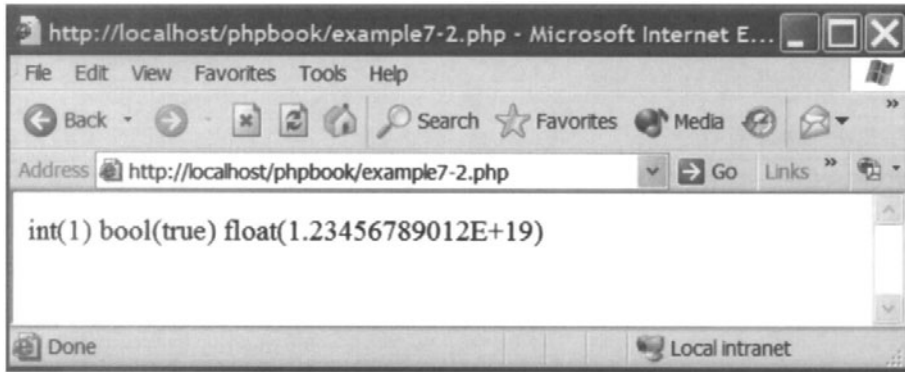 http://localhost/phpbook/example7-2.php - Microsoft Internet E...
File Edit View Favorites Tools Help
Back Search Favorites Media »
Address http://localhost/phpbook/example7-2.php Go Links »
int(1) bool(true) float(1.23456789012E+19)
Done Local intranet